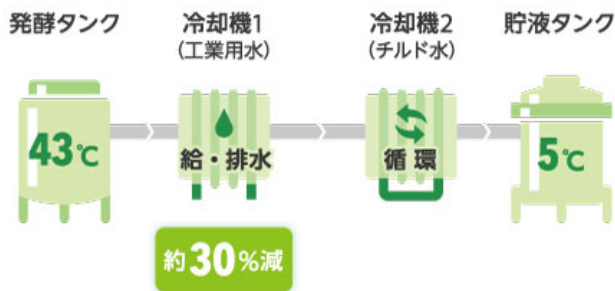 発酵タンク
冷却機1
(工業用水)
冷却機2
(チルド水)
貯液タンク
43℃
給・排水
循環
5℃
約30%減